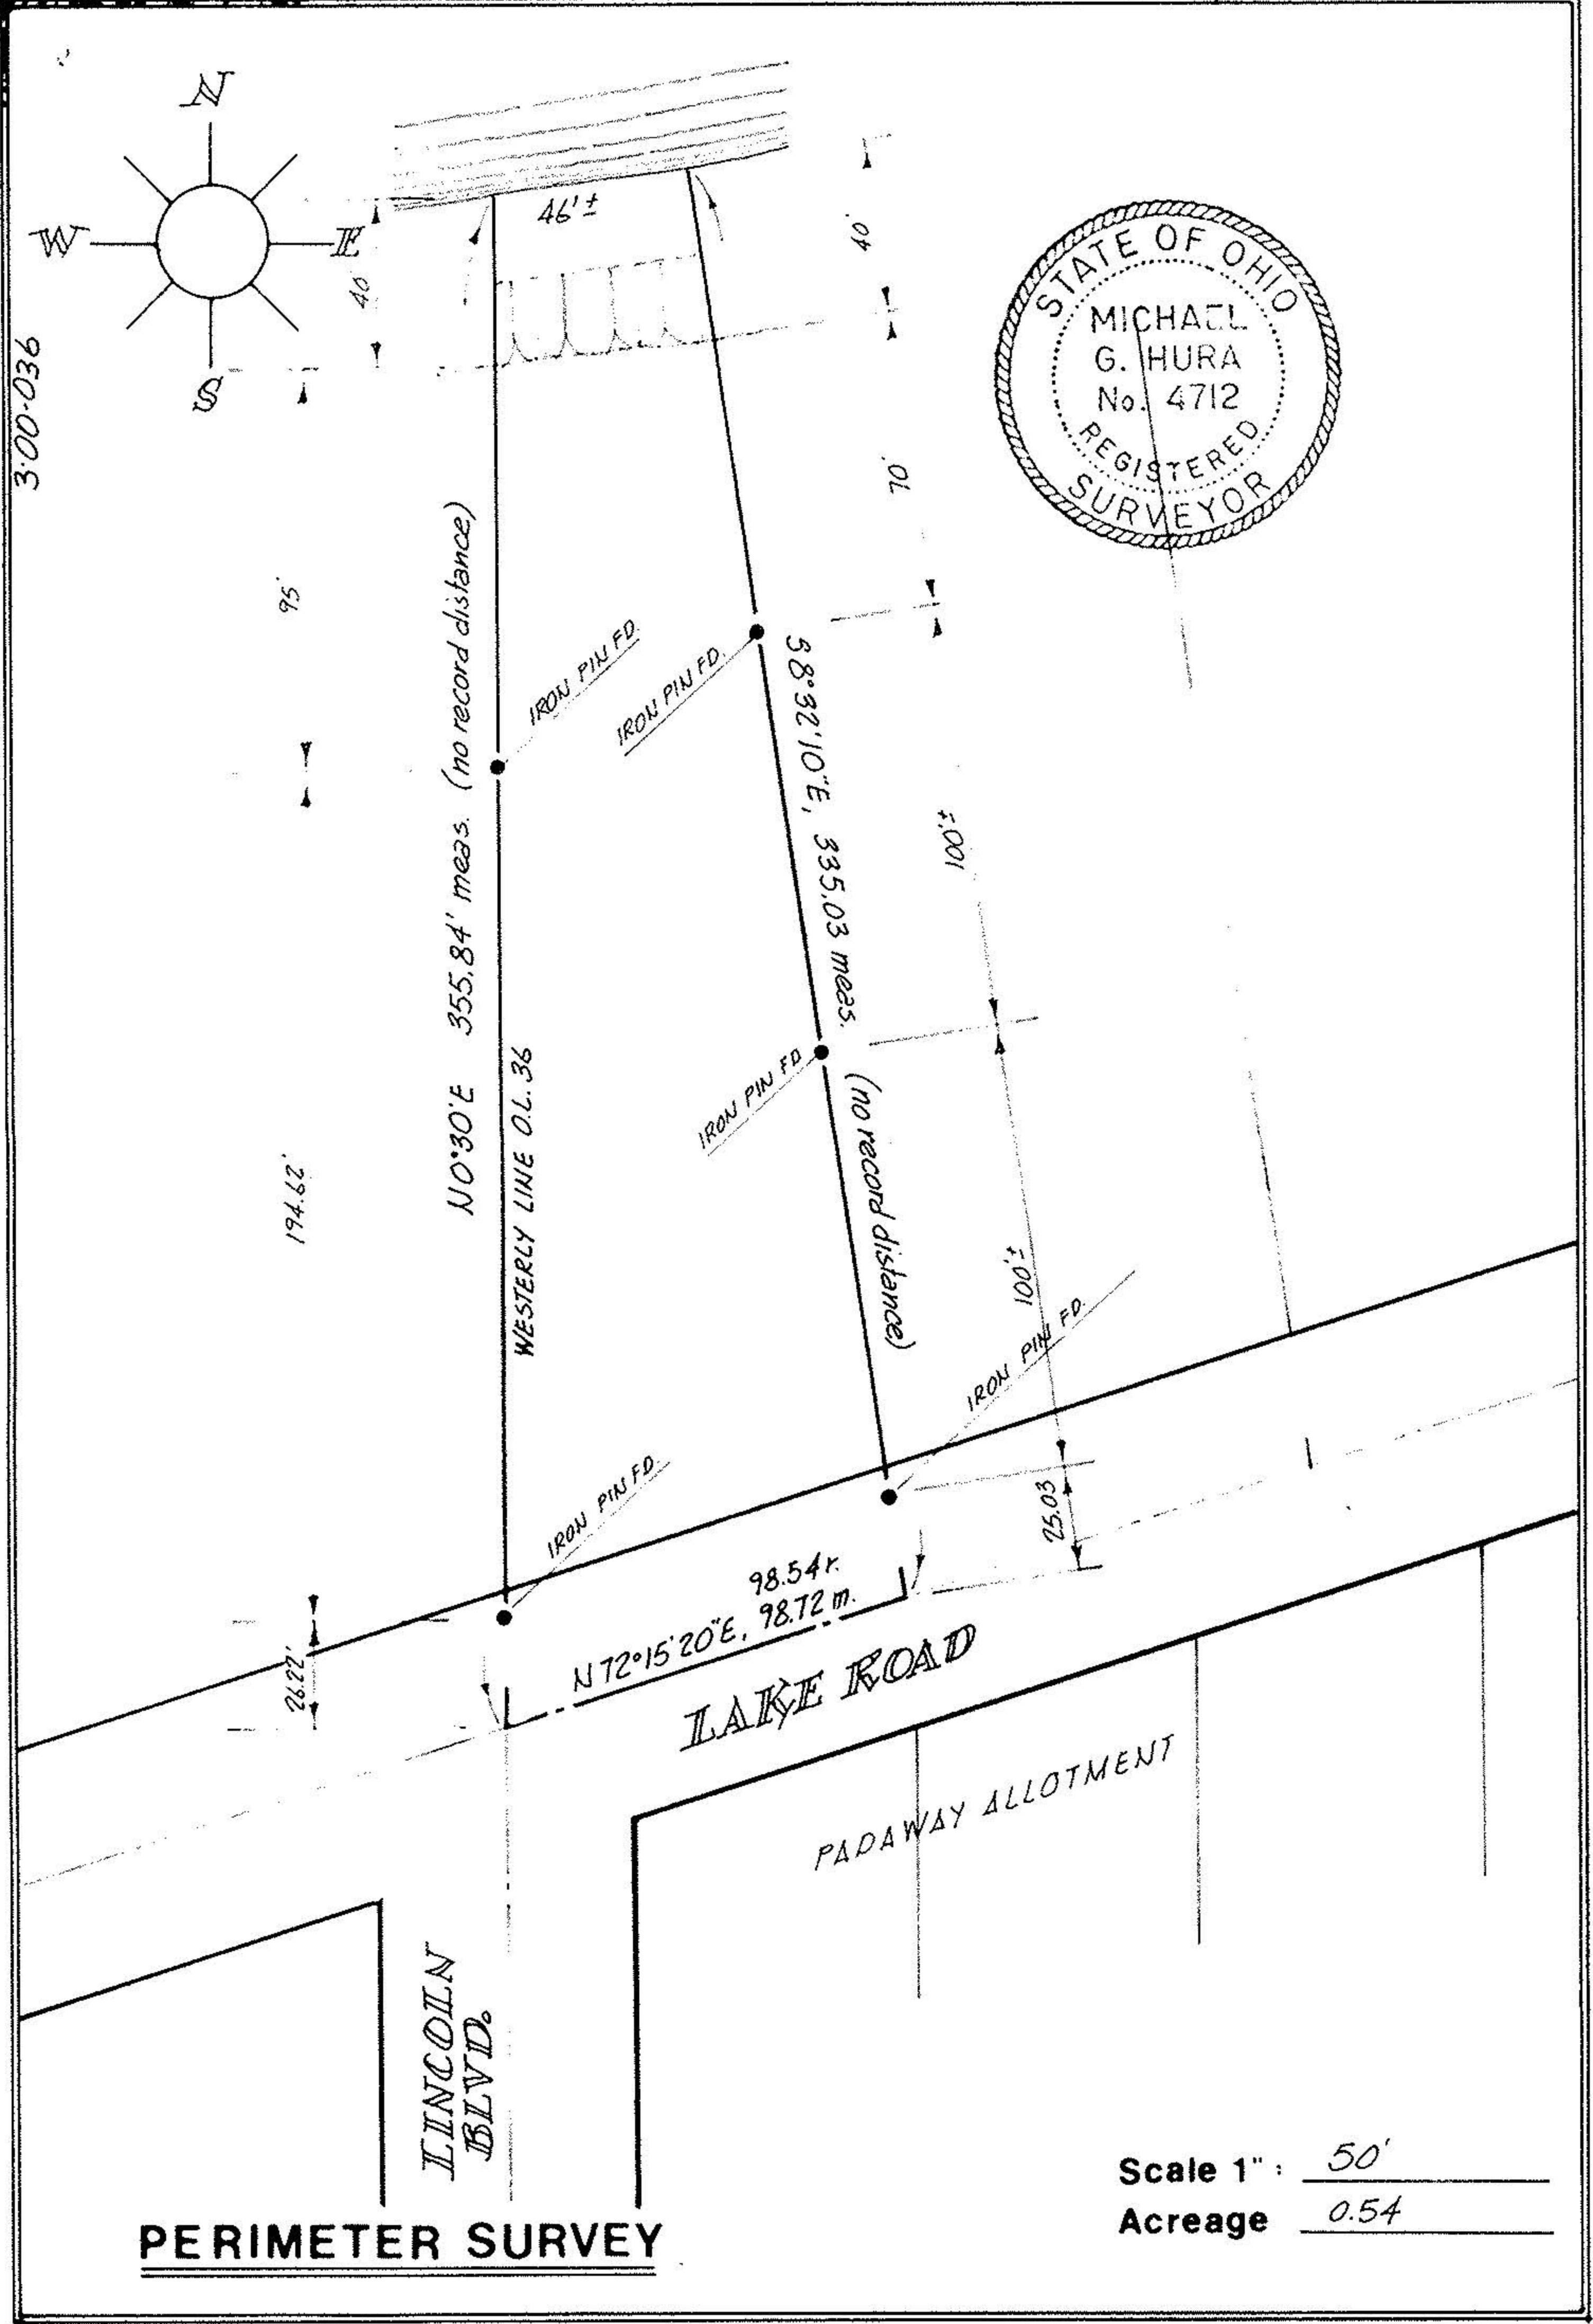 N
W
E
S
3-00-036
46'±
40
40'
STATE OF OHIO
MICHAEL
G. HURA
No. 4712
REGISTERED
SURVEYOR
70'
95'
N0°30'E 355.84' meas. (no record distance)
WESTERLY LINE O.L. 36
IRON PIN FD.
IRON PIN FD.
S 8°32'10"E, 335.03 meas. (no record distance)
100'±
194.62'
IRON PIN FD
100'±
IRON PIN FD.
IRON PIN FD.
25.03
26.22'
98.54 r.
N 72°15'20"E, 98.72 m.
LAKE ROAD
PADAWAY ALLOTMENT
LINCOLN
BLVD.
PERIMETER SURVEY
Scale 1" : 50'
Acreage 0.54